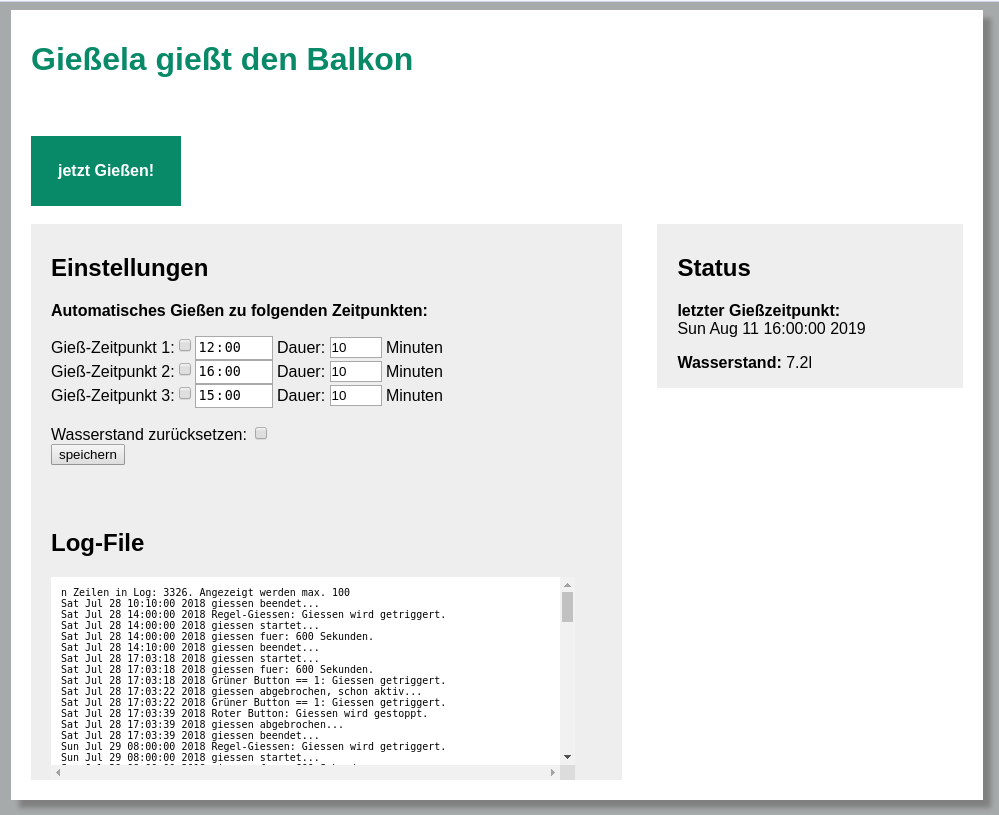 Gießela gießt den Balkon
jetzt Gießen!
Einstellungen
Automatisches Gießen zu folgenden Zeitpunkten:
Gieß-Zeitpunkt 1: 12:00 Dauer: 10 Minuten
Gieß-Zeitpunkt 2: 16:00 Dauer: 10 Minuten
Gieß-Zeitpunkt 3: 15:00 Dauer: 10 Minuten
Wasserstand zurücksetzen:
speichern
Log-File
n Zeilen in Log: 3326. Angezeigt werden max. 100
Sat Jul 28 10:10:00 2018 giessen beendet...
Sat Jul 28 14:00:00 2018 Regel-Giessen: Giessen wird getriggert.
Sat Jul 28 14:00:00 2018 giessen startet...
Sat Jul 28 14:00:00 2018 giessen fuer: 600 Sekunden.
Sat Jul 28 14:10:00 2018 giessen beendet...
Sat Jul 28 17:03:18 2018 giessen startet...
Sat Jul 28 17:03:18 2018 giessen fuer: 600 Sekunden.
Sat Jul 28 17:03:18 2018 Grüner Button == 1: Giessen getriggert.
Sat Jul 28 17:03:22 2018 giessen abgebrochen, schon aktiv...
Sat Jul 28 17:03:22 2018 Grüner Button == 1: Giessen getriggert.
Sat Jul 28 17:03:39 2018 Roter Button: Giessen wird gestoppt.
Sat Jul 28 17:03:39 2018 giessen abgebrochen...
Sat Jul 28 17:03:39 2018 giessen beendet...
Sun Jul 29 08:00:00 2018 Regel-Giessen: Giessen wird getriggert.
Sun Jul 29 08:00:00 2018 giessen startet...
Status
letzter Gießzeitpunkt:
Sun Aug 11 16:00:00 2019
Wasserstand: 7.2l